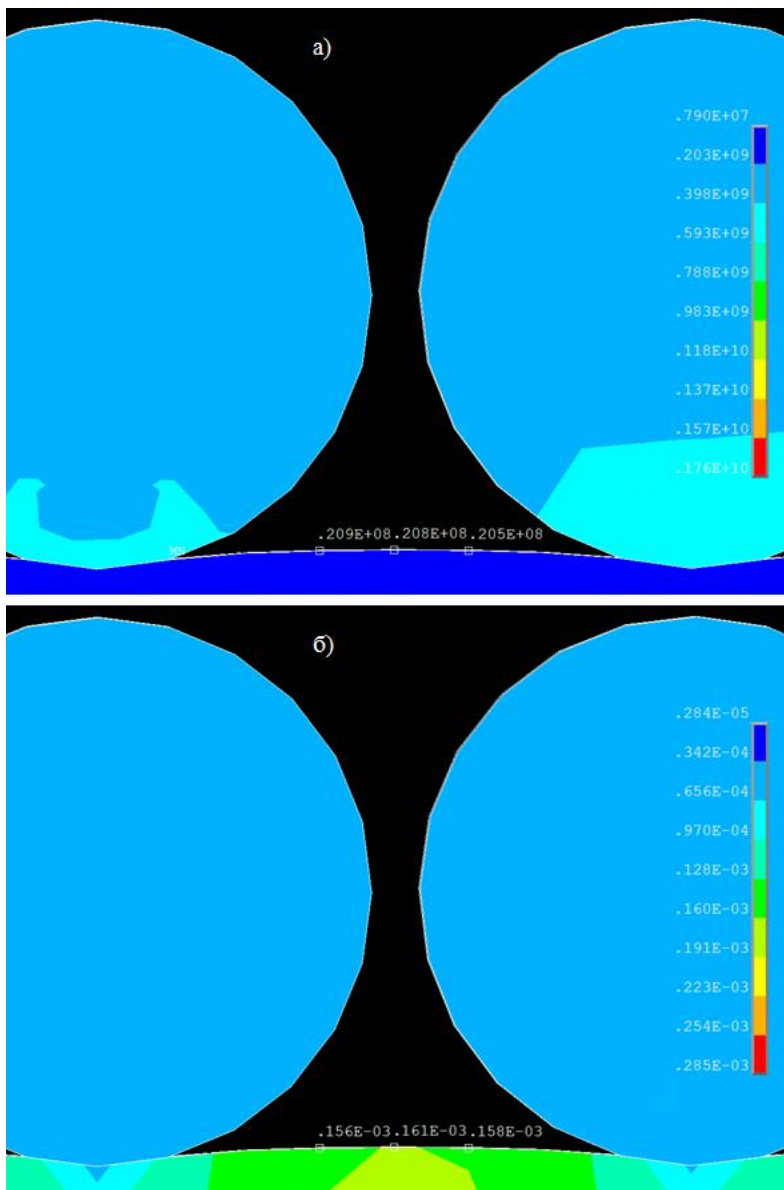 а)
.790E+07
.203E+09
.398E+09
.593E+09
.788E+09
.983E+09
.118E+10
.137E+10
.157E+10
.176E+10
.209E+08 .208E+08 .205E+08
MN
б)
.284E-05
.342E-04
.656E-04
.970E-04
.128E-03
.160E-03
.191E-03
.223E-03
.254E-03
.285E-03
.156E-03 .161E-03 .158E-03